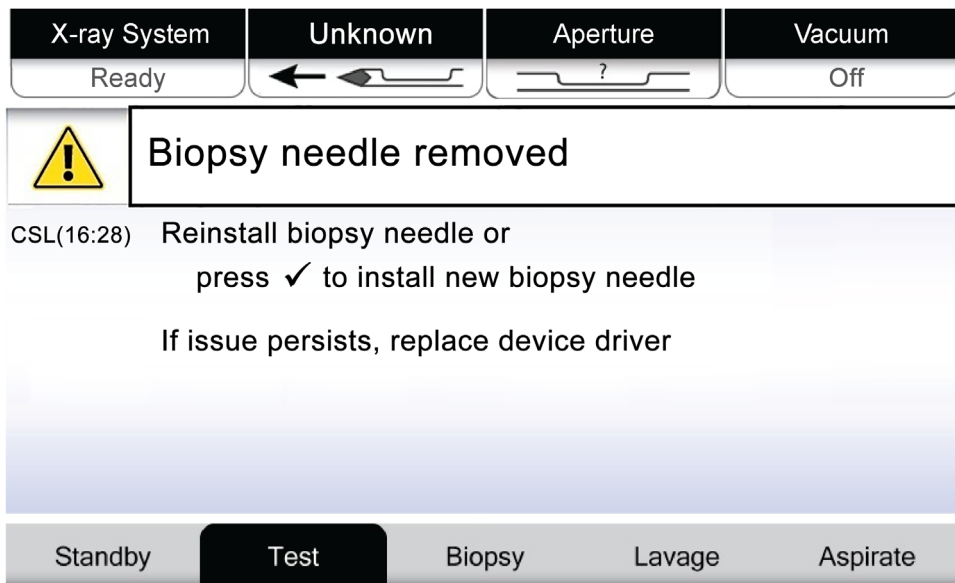 X-ray System Unknown Aperture Vacuum
Ready ? Off
Biopsy needle removed
CSL(16:28) Reinstall biopsy needle or
press ✓ to install new biopsy needle
If issue persists, replace device driver
Standby Test Biopsy Lavage Aspirate